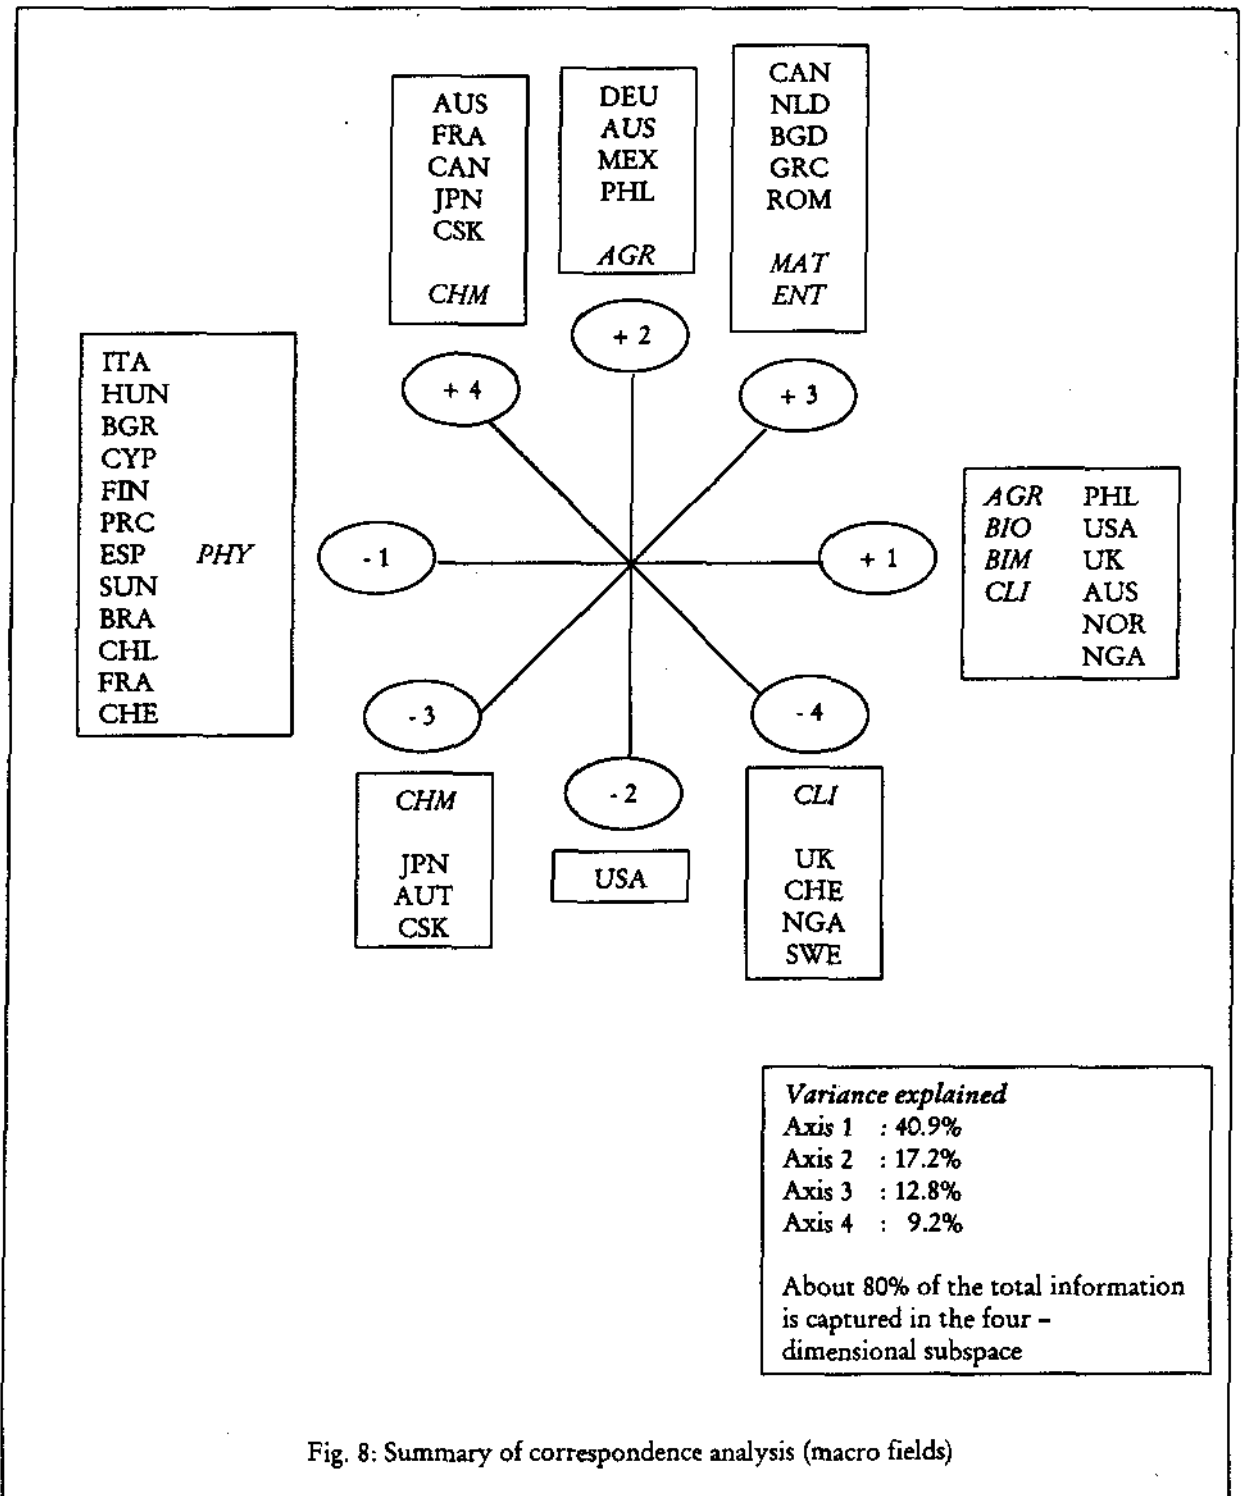 CAN
NLD
BGD
GRC
ROM
MAT
ENT
DEU
AUS
MEX
PHL
AGR
AUS
FRA
CAN
JPN
CSK
CHM
+ 2
+ 4
+ 3
ITA
HUN
BGR
CYP
FIN
PRC
ESP PHY
SUN
BRA
CHL
FRA
CHE
- 1
+ 1
AGR PHL
BIO USA
BIM UK
CLI AUS
NOR
NGA
- 3
- 4
- 2
CHM
JPN
AUT
CSK
USA
CLI
UK
CHE
NGA
SWE
Variance explained
Axis 1 : 40.9%
Axis 2 : 17.2%
Axis 3 : 12.8%
Axis 4 : 9.2%
About 80% of the total information
is captured in the four –
dimensional subspace
Fig. 8: Summary of correspondence analysis (macro fields)